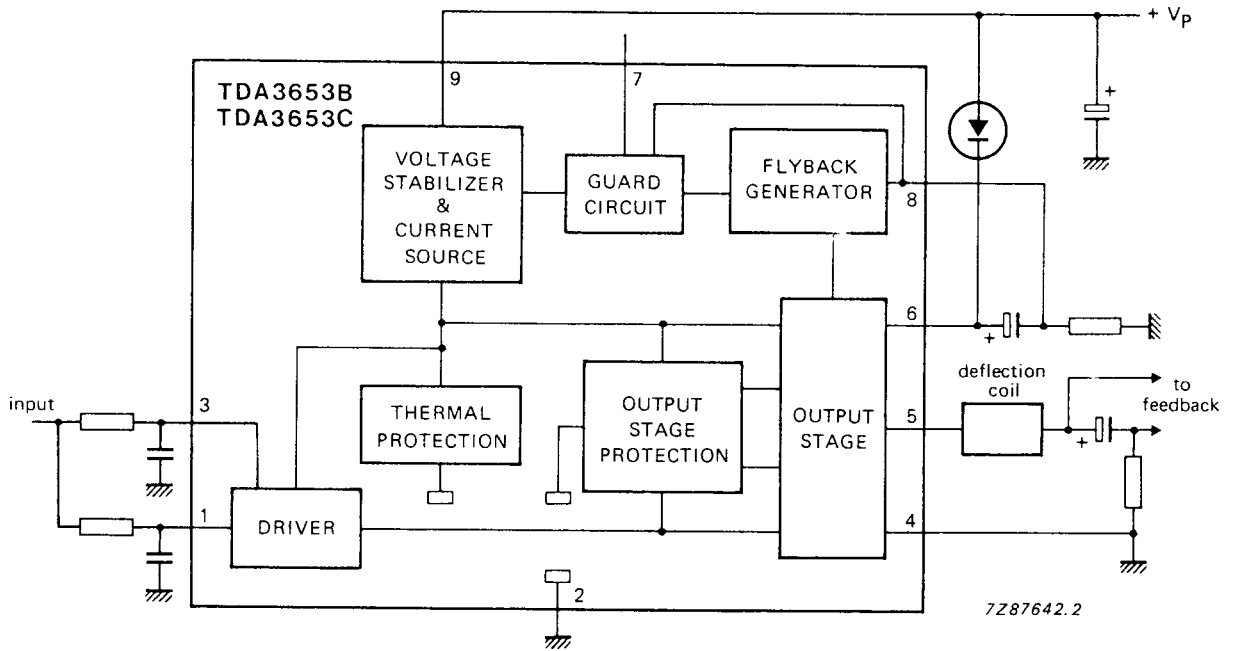 + VP
9
7
TDA3653B
TDA3653C
VOLTAGE
STABILIZER
&
CURRENT
SOURCE
GUARD
CIRCUIT
FLYBACK
GENERATOR
8
+
6
+
input
3
THERMAL
PROTECTION
OUTPUT
STAGE
PROTECTION
OUTPUT
STAGE
5
deflection
coil
to
feedback
+
1
DRIVER
4
2
7Z87642.2